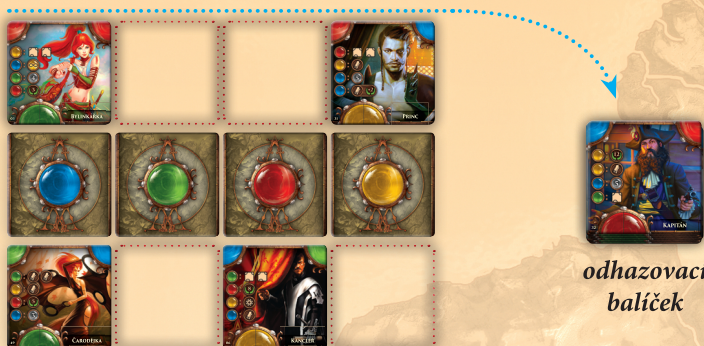 Bylinkářka
Princ
Kapitán
odhazovací
balíček
Čarodějka
Kancléř